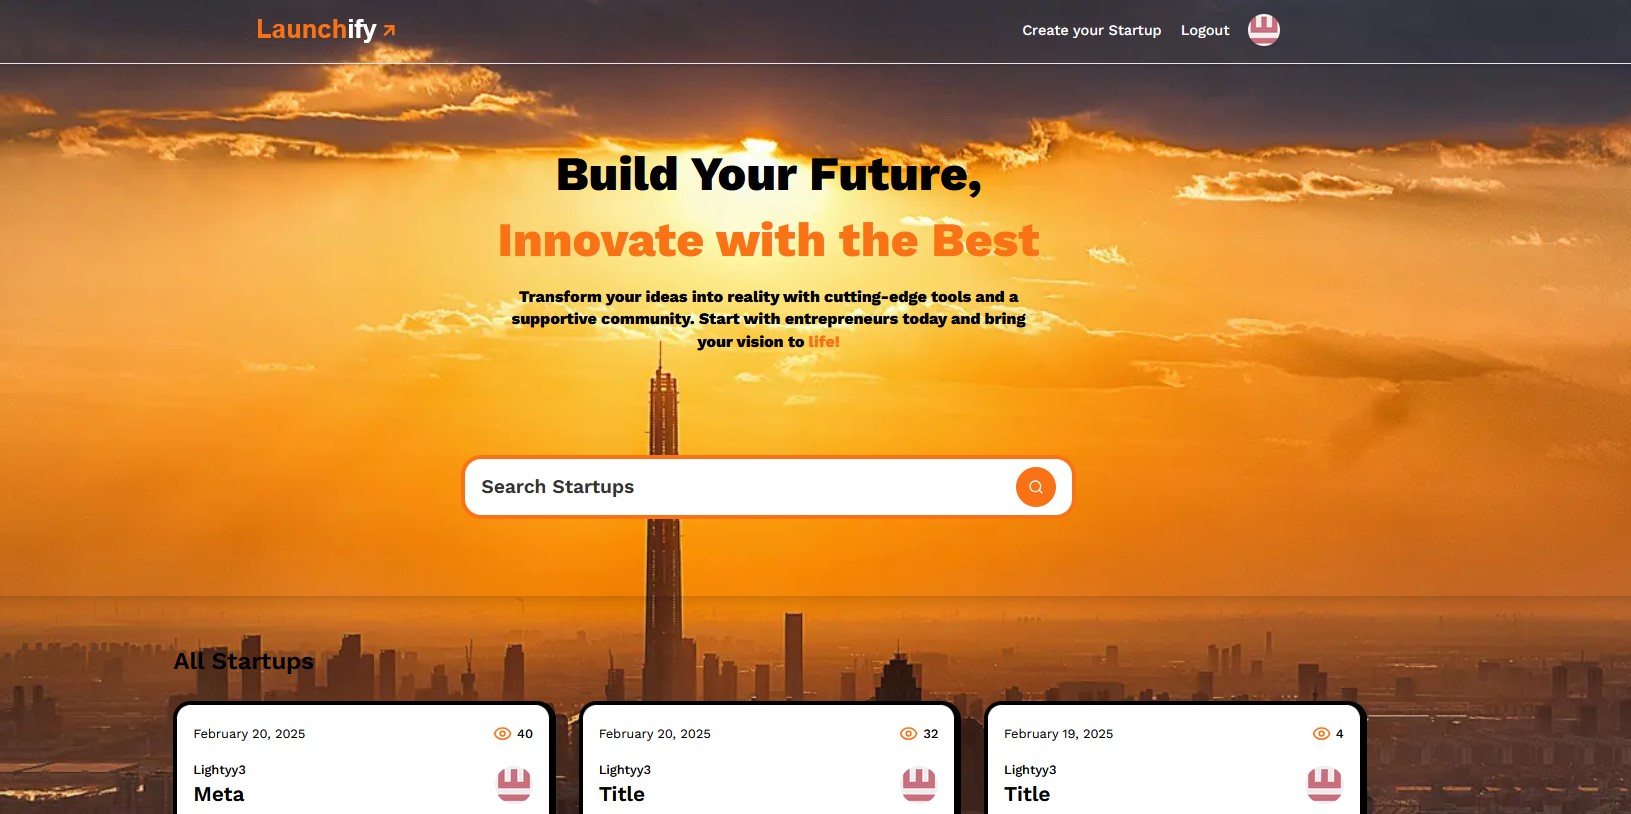 Launchify
Create your Startup
Logout
Build Your Future,
Innovate with the Best
Transform your ideas into reality with cutting-edge tools and a
supportive community. Start with entrepreneurs today and bring
your vision to life!
Search Startups
All Startups
February 20, 2025
40
Lightyy3
Meta
February 20, 2025
32
Lightyy3
Title
February 19, 2025
4
Lightyy3
Title